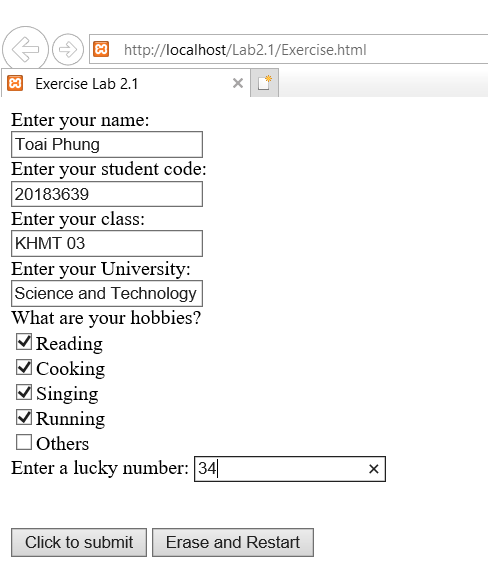 http://localhost/Lab2.1/Exercise.html
Exercise Lab 2.1
Enter your name:
Toai Phung
Enter your student code:
20183639
Enter your class:
KHMT 03
Enter your University:
Science and Technology
What are your hobbies?
Reading
Cooking
Singing
Running
Others
Enter a lucky number: 34
Click to submit Erase and Restart